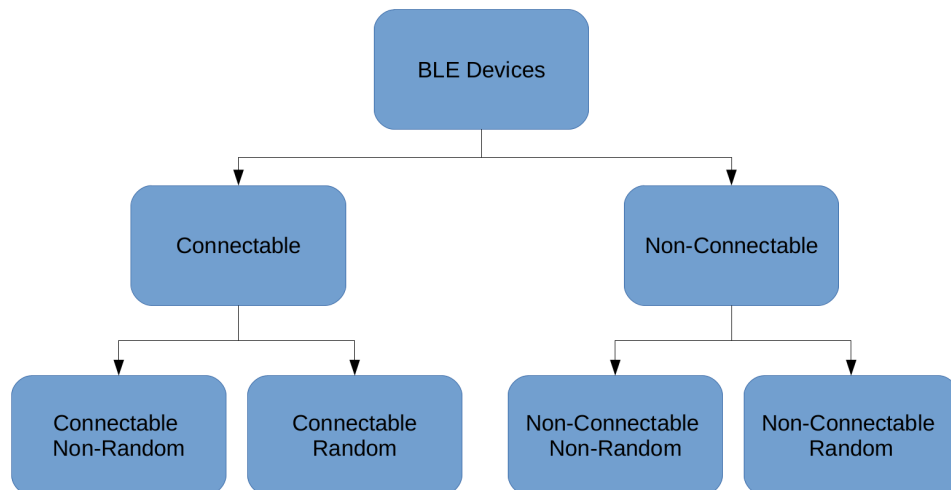 BLE Devices
Connectable
Non-Connectable
Connectable
Non-Random
Connectable
Random
Non-Connectable
Non-Random
Non-Connectable
Random